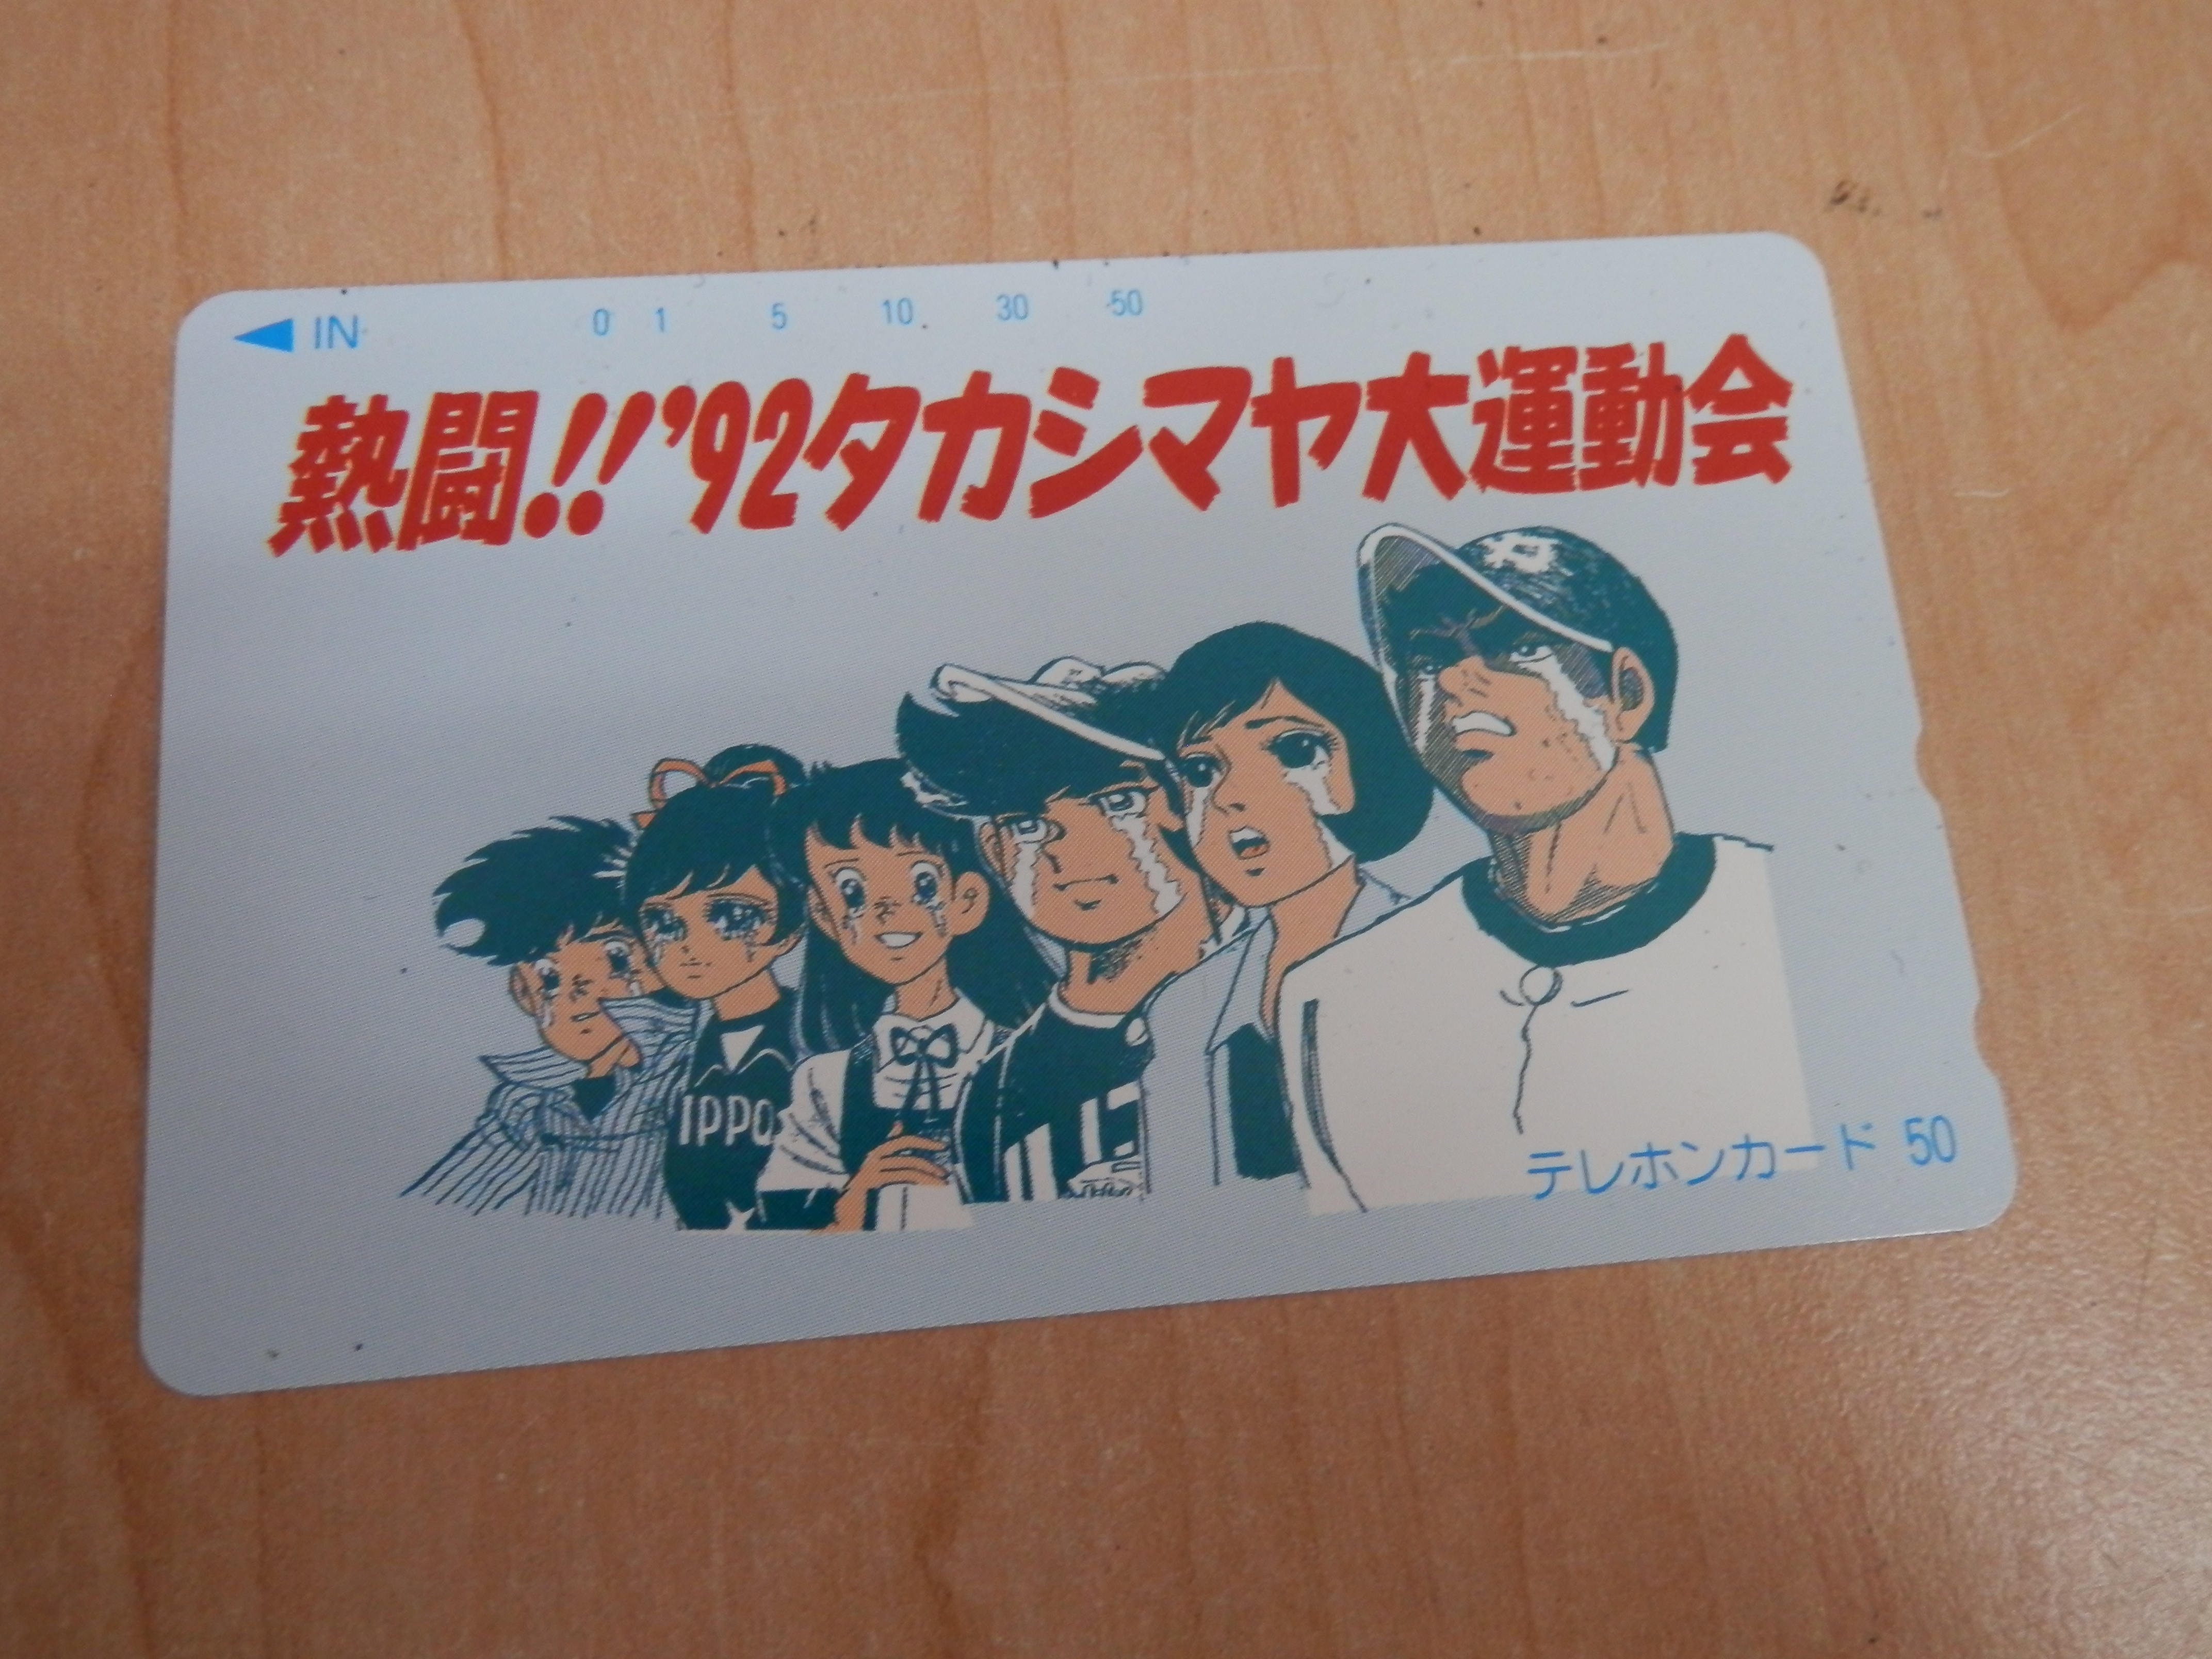 ◀ IN 0 1 5 10 30 50
熱闘!!'92タカシマヤ大運動会
IPPO
テレホンカード 50